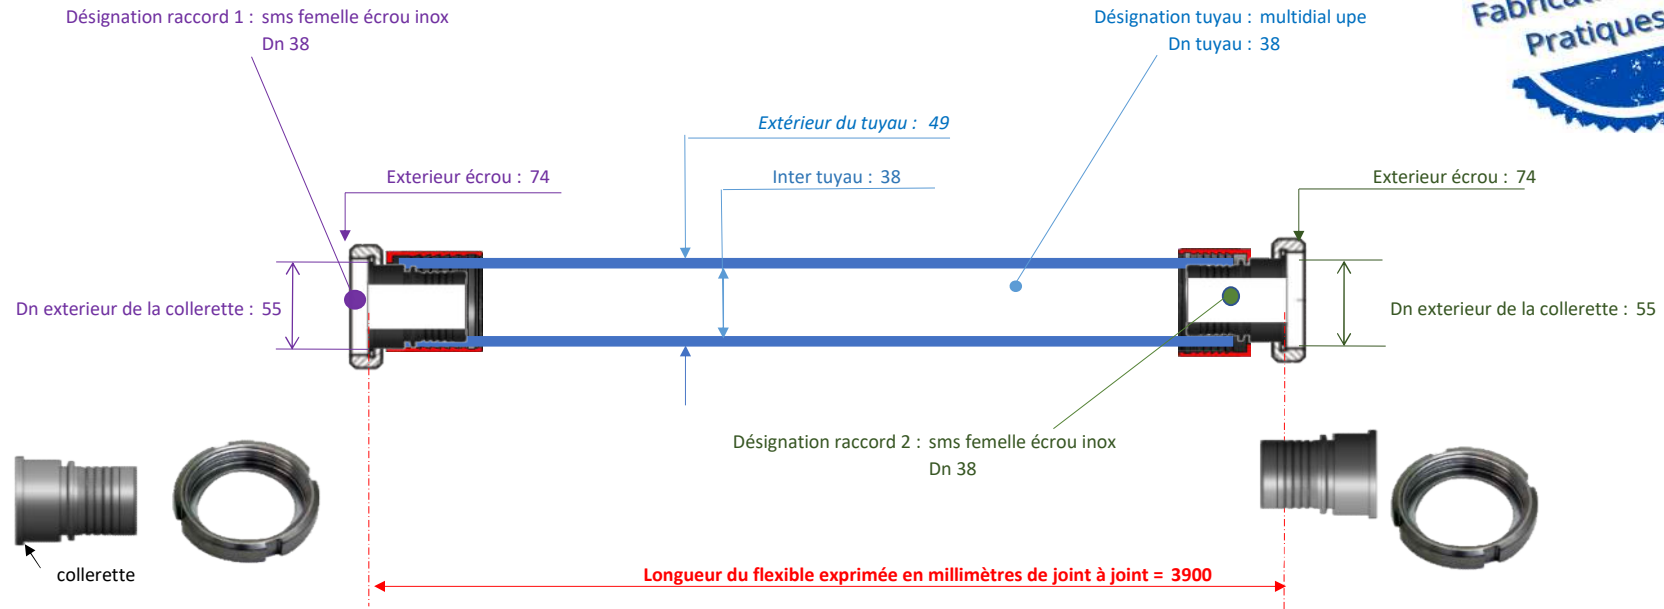 Désignation raccord 1 : sms femelle écrou inox
Dn 38
Désignation tuyau : multidial upe
Dn tuyau : 38
Pratiques
Extérieur du tuyau : 49
Exterieur écrou : 74
Inter tuyau : 38
Exterieur écrou : 74
Dn exterieur de la collerette : 55
Dn exterieur de la collerette : 55
Désignation raccord 2 : sms femelle écrou inox
Dn 38
collerette
Longueur du flexible exprimée en millimètres de joint à joint = 3900